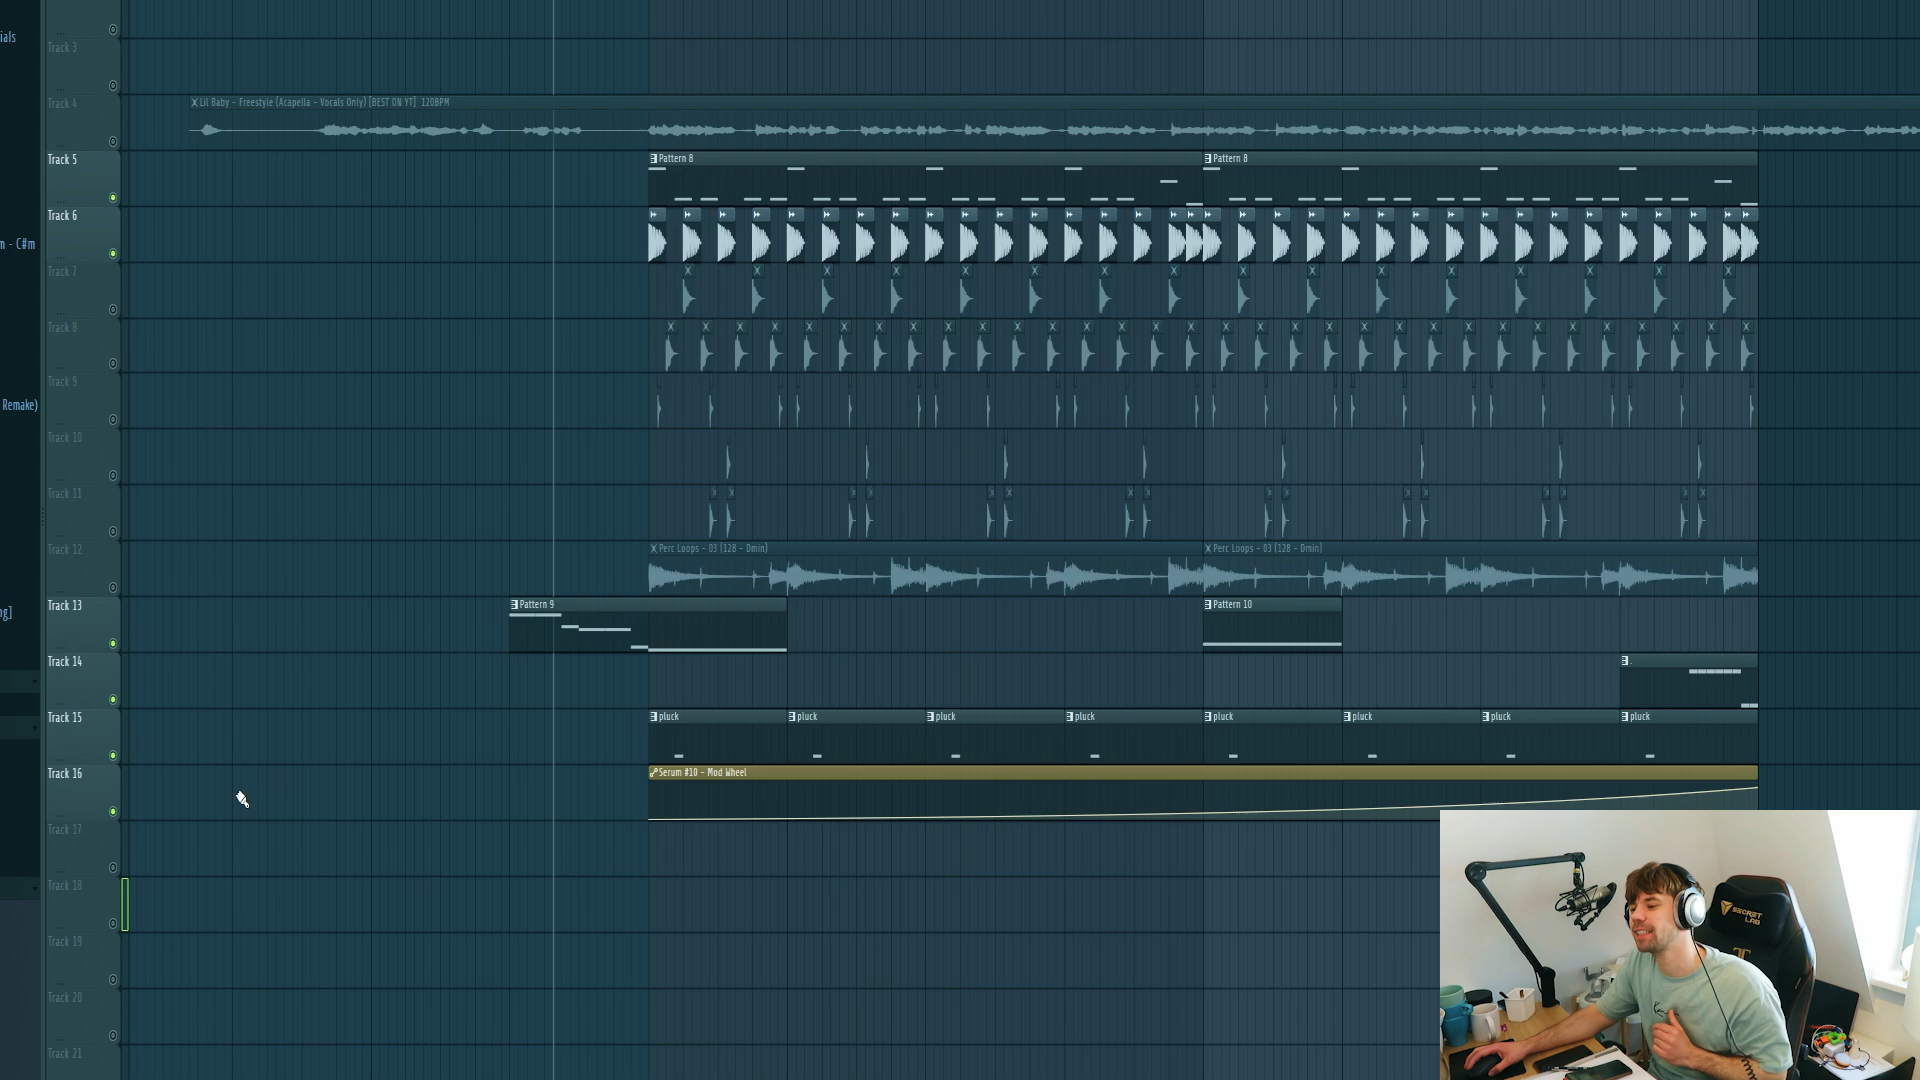 ials
Track 3
Track 4
Lil Baby - Freestyle (Acapella - Vocals Only) [BEST ON YT] 120BPM
Track 5
Pattern 8
Pattern 8
Track 6
m - C#m
Track 7
Track 8
Track 9
Remake)
Track 10
Track 11
Track 12
Perc Loops - 03 (128 - Dmin)
Perc Loops - 03 (128 - Dmin)
Track 13
Pattern 9
Pattern 10
ng]
Track 14
Track 15
pluck
pluck
pluck
pluck
pluck
pluck
pluck
pluck
Track 16
Serum #10 - Mod Wheel
Track 17
Track 18
Track 19
Track 20
Track 21
SECRET
LAB